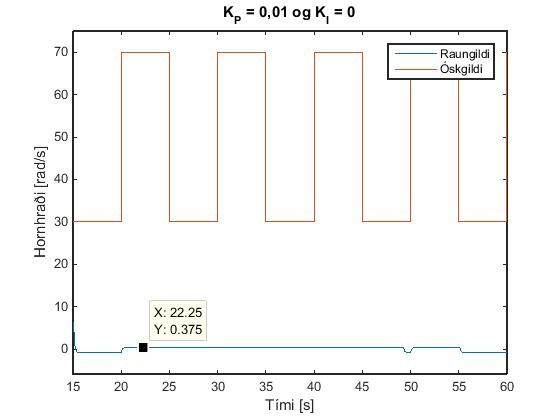 K_P = 0,01 og K_I = 0
Raungildi
Óskgildi
Hornhraði [rad/s]
70
60
50
40
30
20
10
0
X: 22.25
Y: 0.375
15 20 25 30 35 40 45 50 55 60
Tími [s]